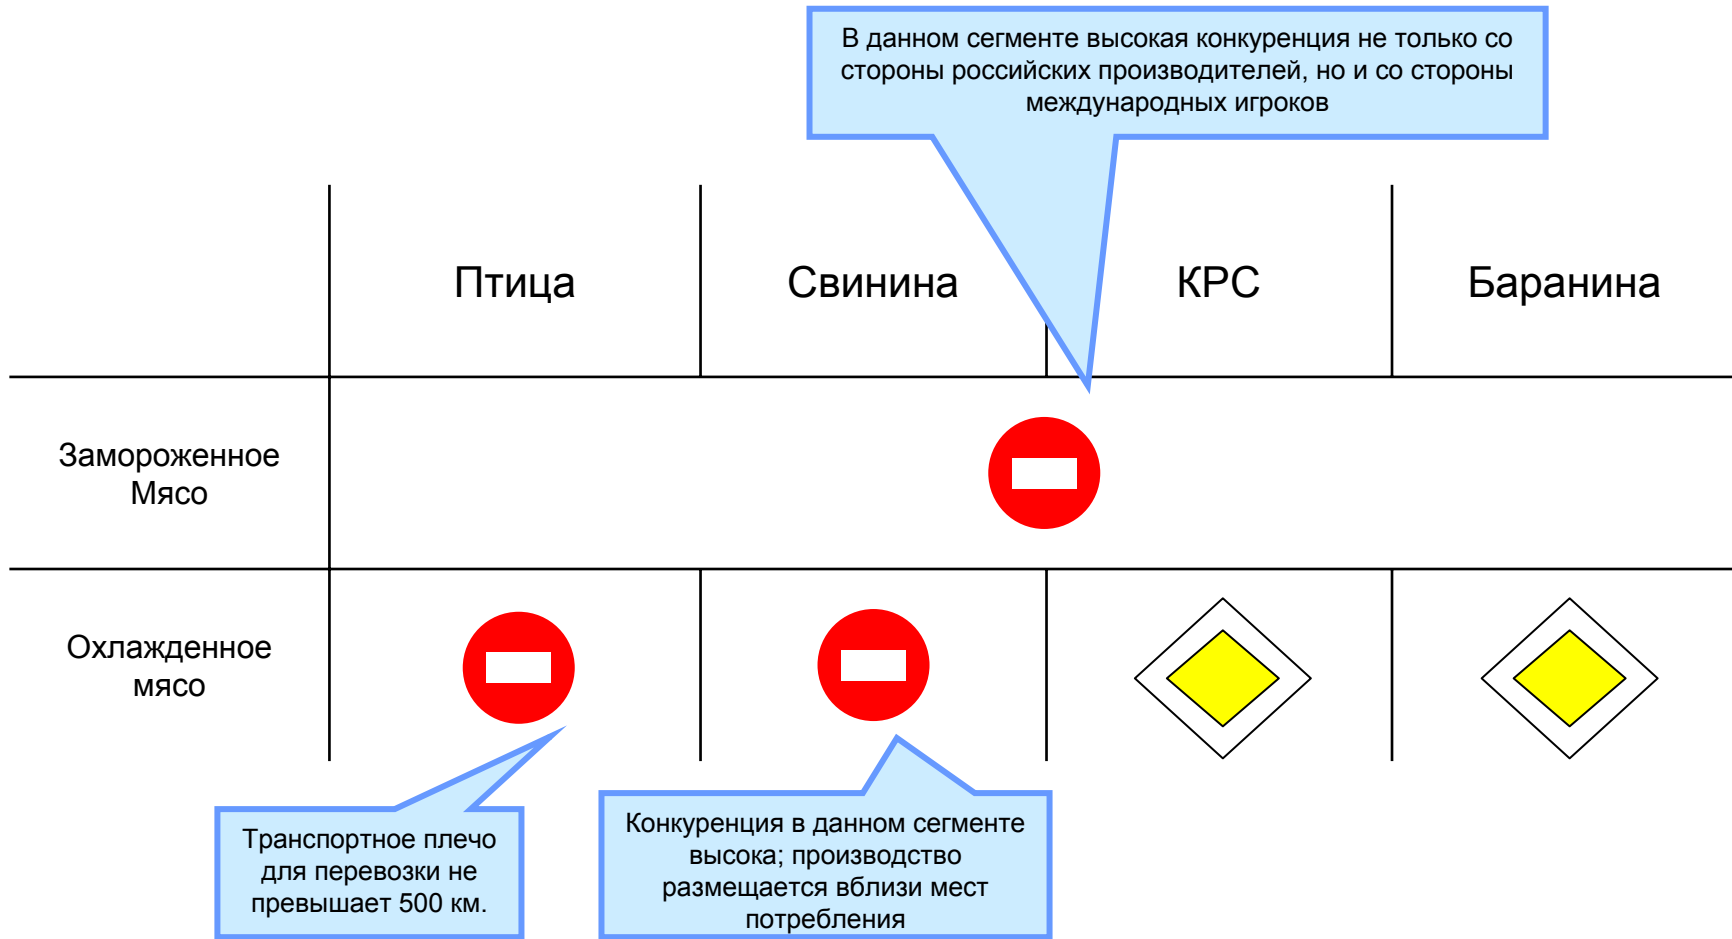 В данном сегменте высокая конкуренция не только со
стороны российских производителей, но и со стороны
международных игроков
Птица
Свинина
КРС
Баранина
Замороженное
Мясо
Охлажденное
мясо
Транспортное плечо
для перевозки не
превышает 500 км.
Конкуренция в данном сегменте
высока; производство
размещается вблизи мест
потребления